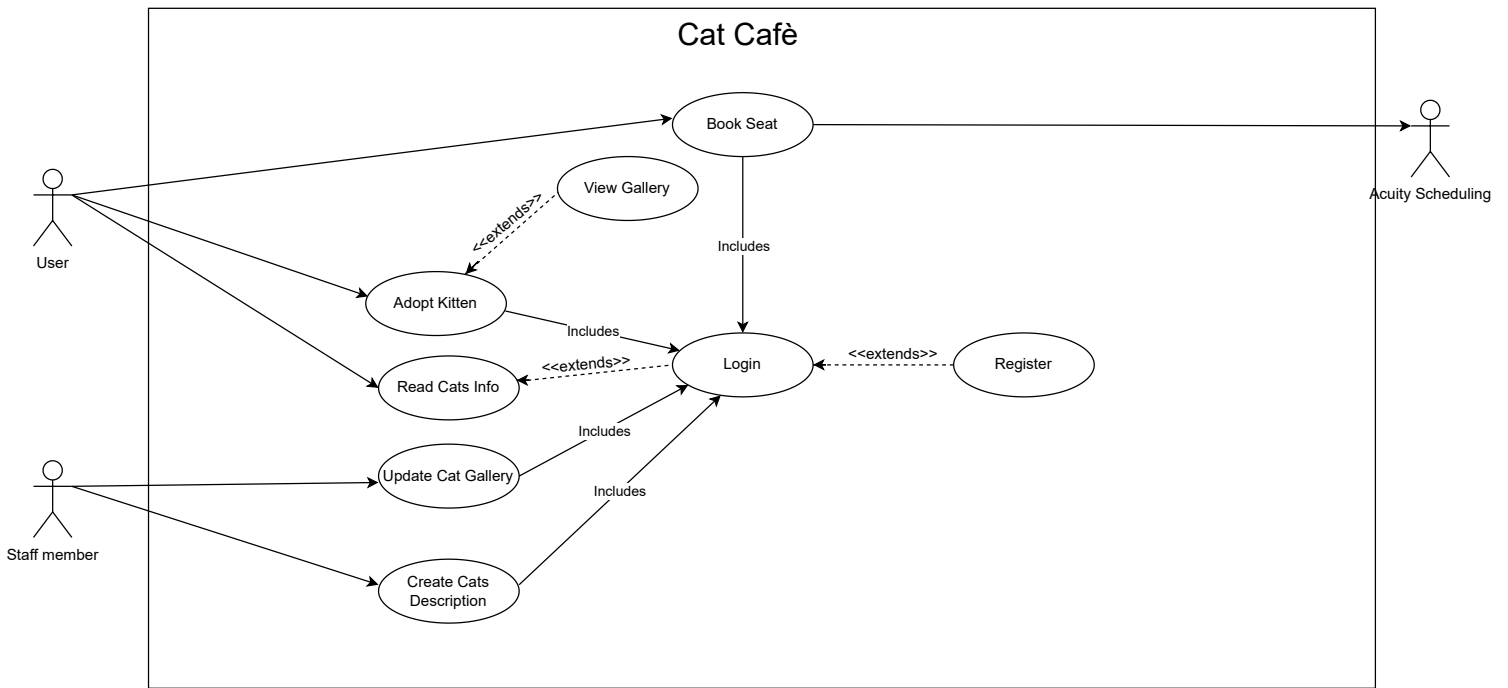 Cat Cafè
Book Seat
View Gallery
<<extends>>
Acuity Scheduling
User
Includes
Adopt Kitten
Includes
<<extends>>
<<extends>>
Login
Register
Read Cats Info
Includes
Update Cat Gallery
Includes
Staff member
Create Cats
Description